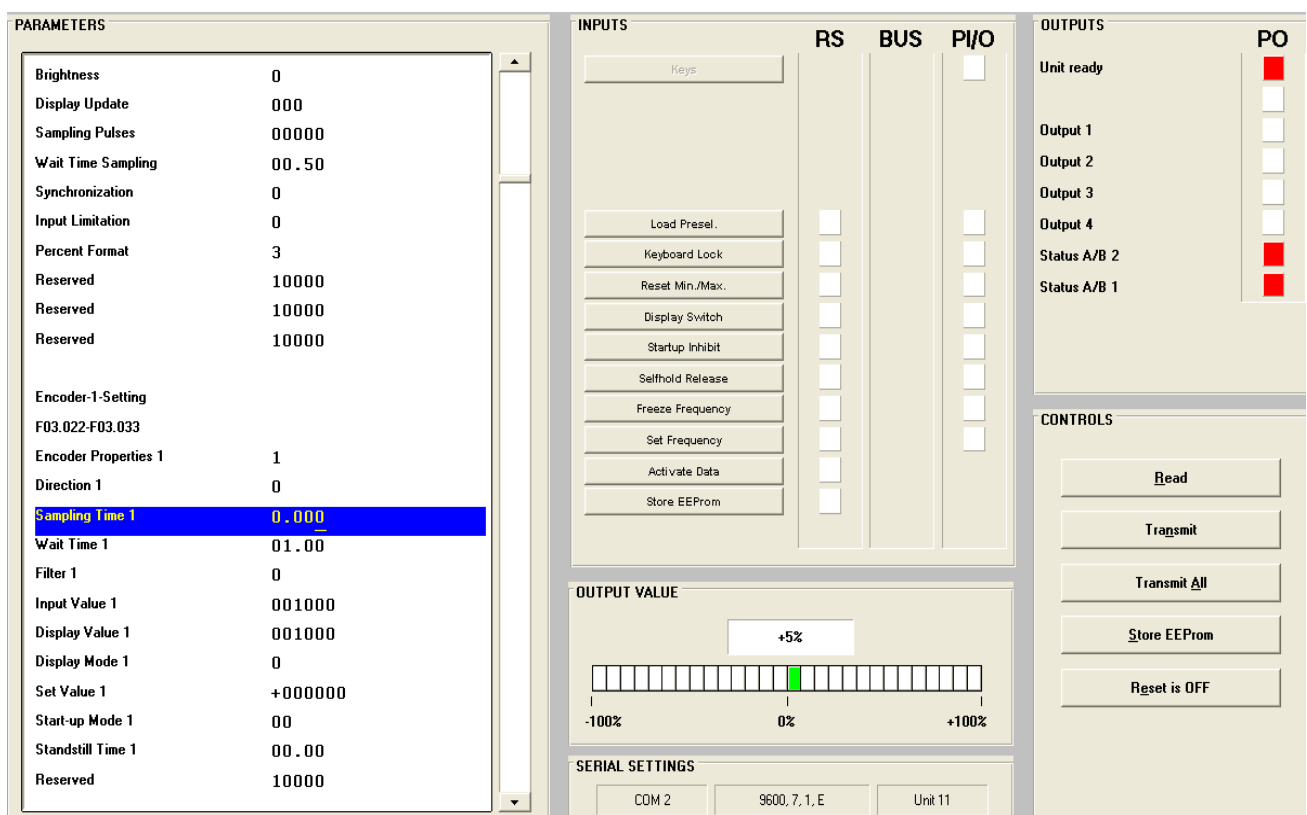 PARAMETERS
Brightness 0
Display Update 000
Sampling Pulses 00000
Wait Time Sampling 00.50
Synchronization 0
Input Limitation 0
Percent Format 3
Reserved 10000
Reserved 10000
Reserved 10000
Encoder-1-Setting
F03.022-F03.033
Encoder Properties 1 1
Direction 1 0
Sampling Time 1 0.000
Wait Time 1 01.00
Filter 1 0
Input Value 1 001000
Display Value 1 001000
Display Mode 1 0
Set Value 1 +000000
Start-up Mode 1 00
Standstill Time 1 00.00
Reserved 10000
INPUTS
RS BUS PI/O
Keys
Load Presel.
Keyboard Lock
Reset Min./Max.
Display Switch
Startup Inhibit
Selfhold Release
Freeze Frequency
Set Frequency
Activate Data
Store EEProm
OUTPUT VALUE
+5%
-100% 0% +100%
SERIAL SETTINGS
COM 2 9600, 7, 1, E Unit 11
OUTPUTS
PO
Unit ready
Output 1
Output 2
Output 3
Output 4
Status A/B 2
Status A/B 1
CONTROLS
Read
Transmit
Transmit All
Store EEProm
Reset is OFF